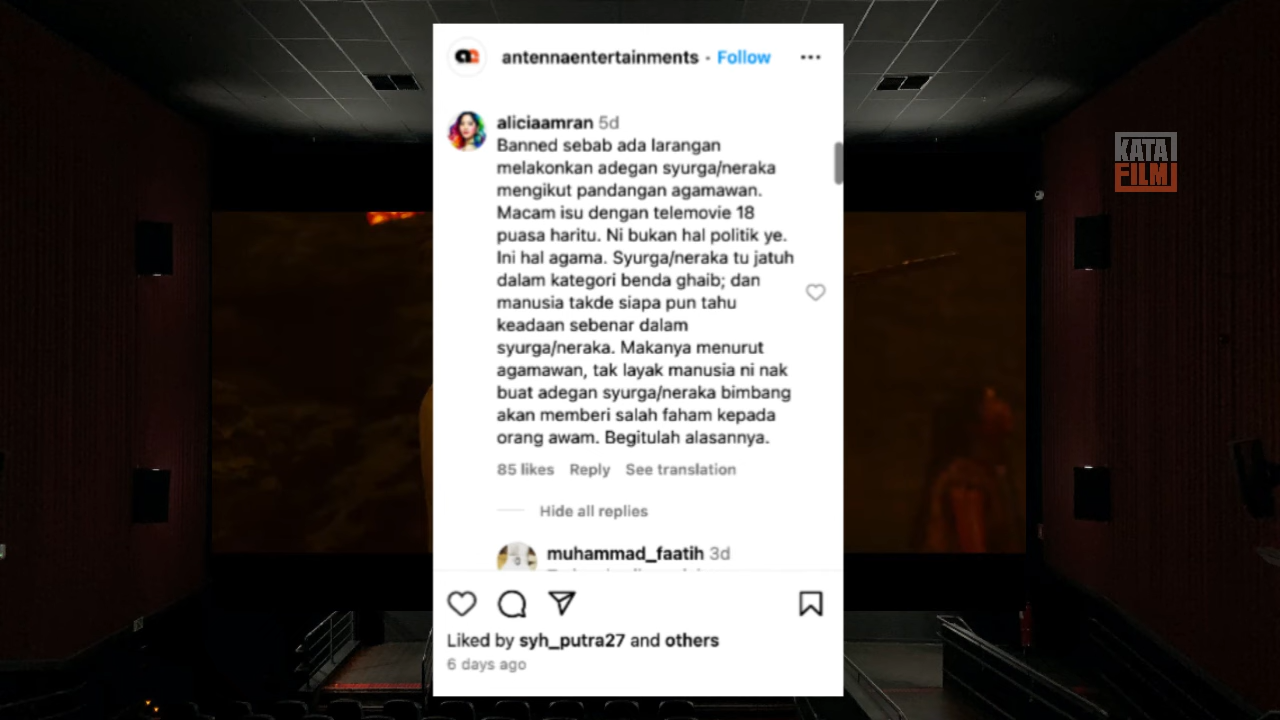 antennaentertainments · Follow
aliciaamran 5d
Banned sebab ada larangan
melakonkan adegan syurga/neraka
mengikut pandangan agamawan.
Macam isu dengan telemovie 18
puasa haritu. Ni bukan hal politik ye.
Ini hal agama. Syurga/neraka tu jatuh
dalam kategori benda ghaib; dan
manusia takde siapa pun tahu
keadaan sebenar dalam
syurga/neraka. Makanya menurut
agamawan, tak layak manusia ni nak
buat adegan syurga/neraka bimbang
akan memberi salah faham kepada
orang awam. Begitulah alasannya.
85 likes Reply See translation
Hide all replies
muhammad_faatih 3d
Liked by syh_putra27 and others
6 days ago
KATA
FILM